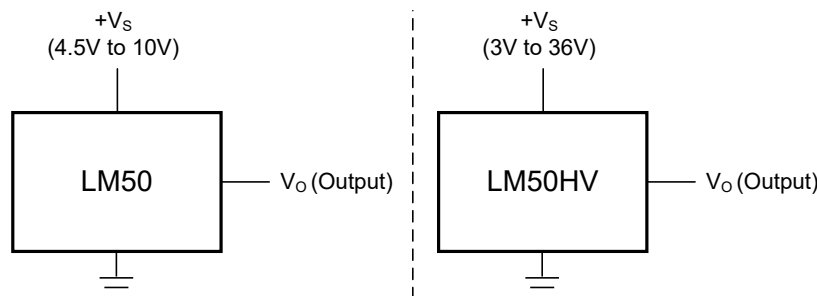 +VS
(4.5V to 10V)
LM50
VO (Output)
+VS
(3V to 36V)
LM50HV
VO (Output)